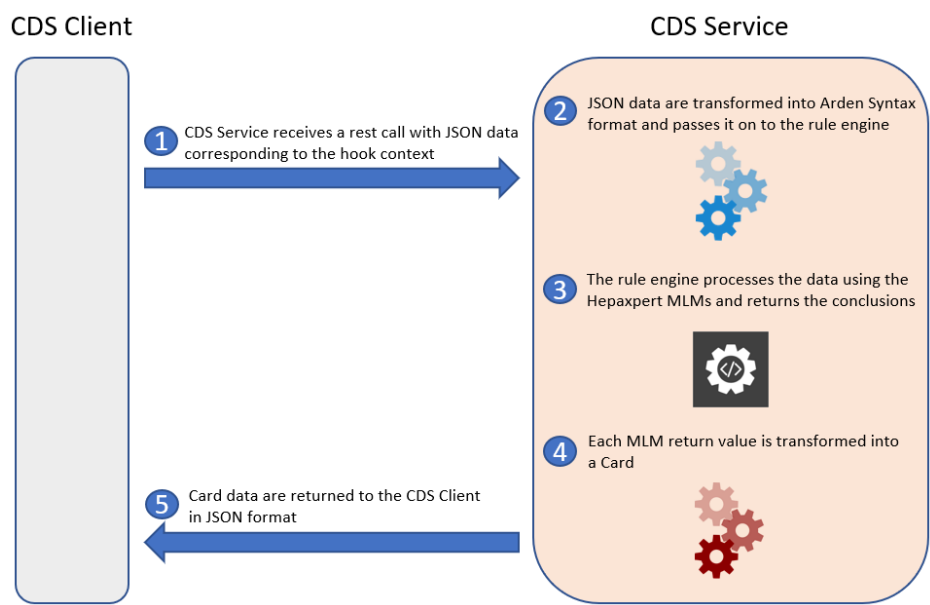 CDS Client
CDS Service
1
CDS Service receives a rest call with JSON data
corresponding to the hook context
2
JSON data are transformed into Arden Syntax
format and passes it on to the rule engine
3
The rule engine processes the data using the
Hepaxpert MLMs and returns the conclusions
</>
4
Each MLM return value is transformed into
a Card
5
Card data are returned to the CDS Client
in JSON format